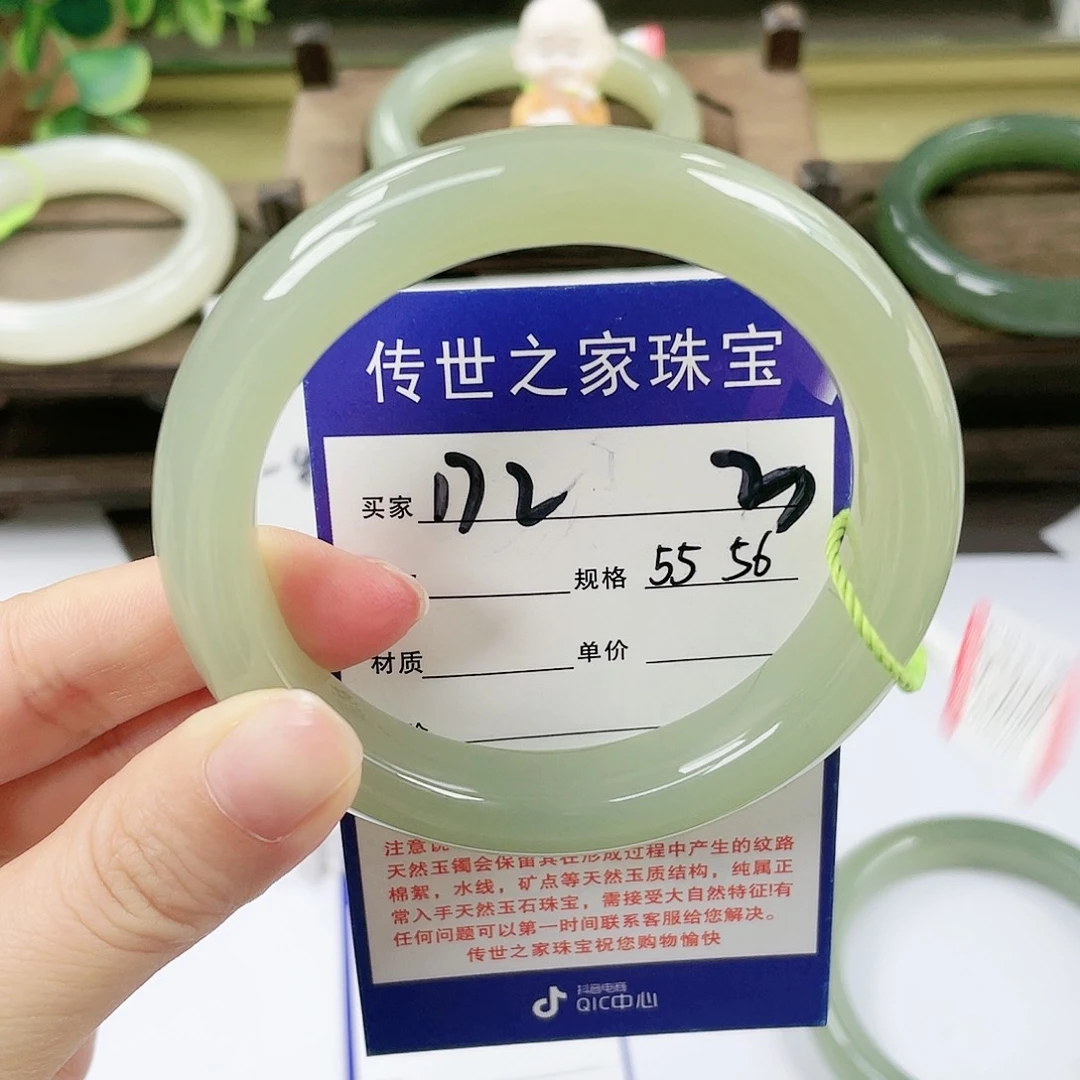 传世之家珠宝
买家
规格 55 56
材质 单价
注意
天然玉镯会保留其在形成过程中产生的纹路
棉絮，水线，矿点等天然玉质结构，纯属正
常入手天然玉石珠宝，需接受大自然特征!有
任何问题可以第一时间联系客服给您解决。
传世之家珠宝祝您购物愉快
抖音电商
QIC中心